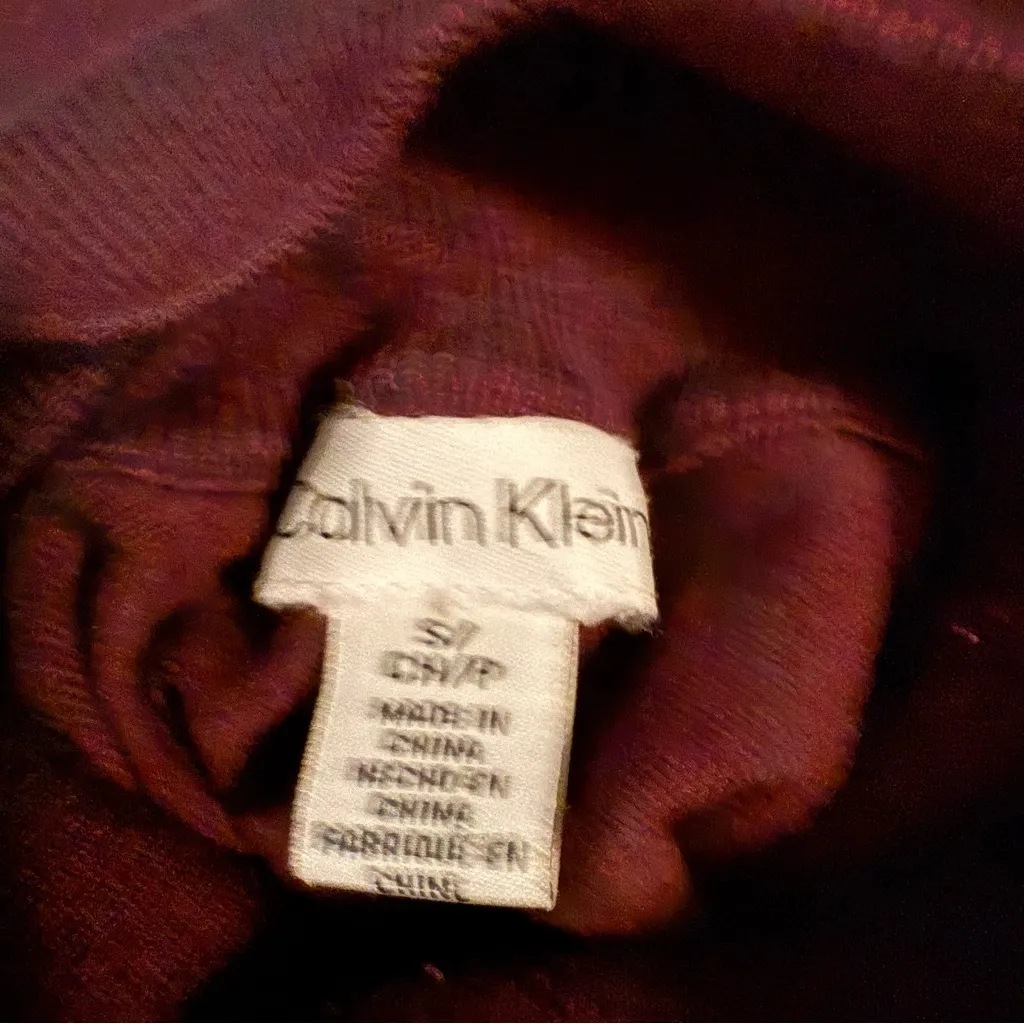 Calvin Klein
S/
CH/P
MADE IN
CHINA
HECHO EN
CHINA
FABRIQUE EN
CHINE